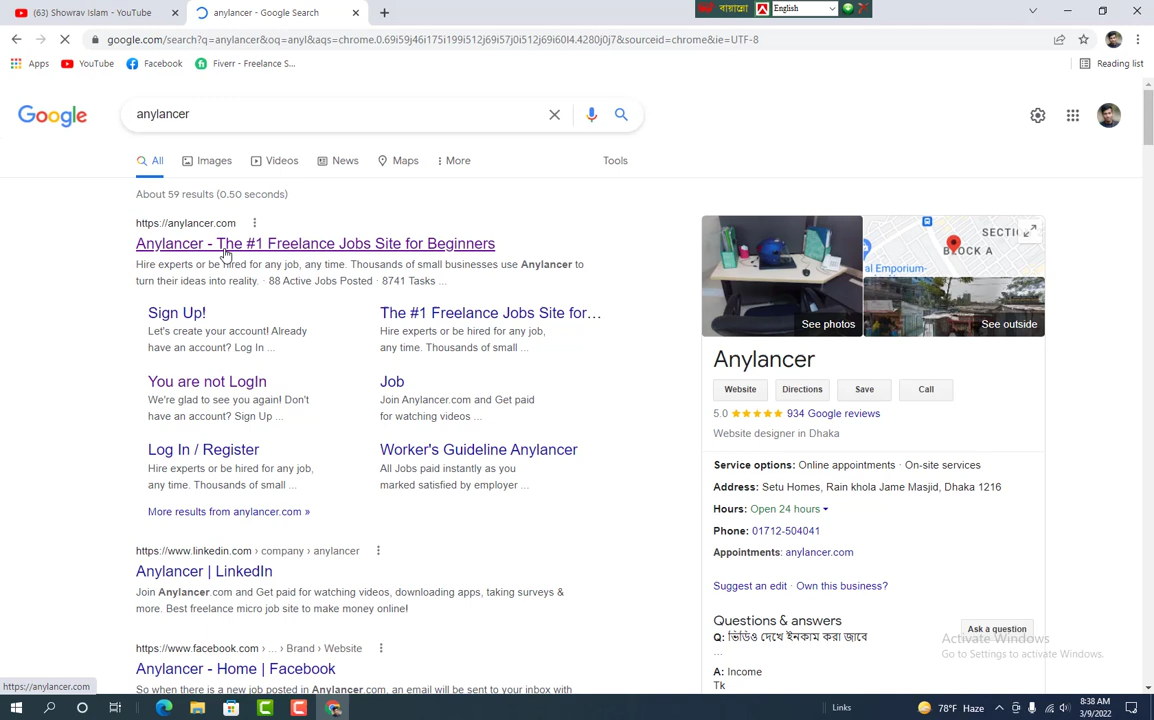 (63) Showrav Islam - YouTube
anylancer - Google Search
বায়ান্নো
English
google.com/search?q=anylancer&oq=anyl&aqs=chrome.0.69i59j46i175i199i512j69i57j0i512j69i60l4.4280j0j7&sourceid=chrome&ie=UTF-8
Apps
YouTube
Facebook
Fiverr - Freelance S...
Reading list
Google
anylancer
All
Images
Videos
News
Maps
More
Tools
About 59 results (0.50 seconds)
https://anylancer.com
Anylancer - The #1 Freelance Jobs Site for Beginners
Hire experts or be hired for any job, any time. Thousands of small businesses use Anylancer to
turn their ideas into reality. · 88 Active Jobs Posted · 8741 Tasks ...
Sign Up!
Let's create your account! Already
have an account? Log In ...
The #1 Freelance Jobs Site for...
Hire experts or be hired for any job,
any time. Thousands of small ...
You are not LogIn
We're glad to see you again! Don't
have an account? Sign Up ...
Job
Join Anylancer.com and Get paid
for watching videos ...
Log In / Register
Hire experts or be hired for any job,
any time. Thousands of small ...
Worker's Guideline Anylancer
All Jobs paid instantly as you
marked satisfied by employer ...
More results from anylancer.com »
https://www.linkedin.com › company › anylancer
Anylancer | LinkedIn
Join Anylancer.com and Get paid for watching videos, downloading apps, taking surveys &
more. Best freelance micro job site to make money online!
https://www.facebook.com › ... › Brand › Website
Anylancer - Home | Facebook
So when there is a new job posted in Anylancer.com, an email will be sent to your inbox with
https://anylancer.com
SECTI
BLOCK A
al Emporium-
See photos
See outside
Anylancer
Website
Directions
Save
Call
5.0
934 Google reviews
Website designer in Dhaka
Service options: Online appointments · On-site services
Address: Setu Homes, Rain khola Jame Masjid, Dhaka 1216
Hours: Open 24 hours
Phone: 01712-504041
Appointments: anylancer.com
Suggest an edit · Own this business?
Questions & answers
Q: ভিডিও দেখে ইনকাম করা জাবে
...
Ask a question
A: Income
Tk
Activate Windows
Go to Settings to activate Windows.
Links
78°F Haze
8:38 AM
3/9/2022